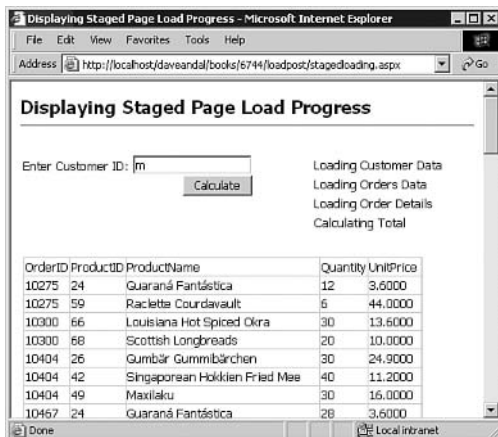 Displaying Staged Page Load Progress - Microsoft Internet Explorer
File Edit View Favorites Tools Help
Address http://localhost/daveandal/books/6744/loadpost/stagedloading.aspx Go
Displaying Staged Page Load Progress
Enter Customer ID: m
Calculate
Loading Customer Data
Loading Orders Data
Loading Order Details
Calculating Total
OrderID ProductID ProductName Quantity UnitPrice
10275 24 Guaraná Fantástica 12 3.6000
10275 59 Raclette Courdavault 6 44.0000
10300 66 Louisiana Hot Spiced Okra 30 13.6000
10300 68 Scottish Longbreads 20 10.0000
10404 26 Gumbär Gummibärchen 30 24.9000
10404 42 Singaporean Hokkien Fried Mee 40 11.2000
10404 49 Maxilaku 30 16.0000
10467 24 Guaraná Fantástica 28 3.6000
Done Local intranet